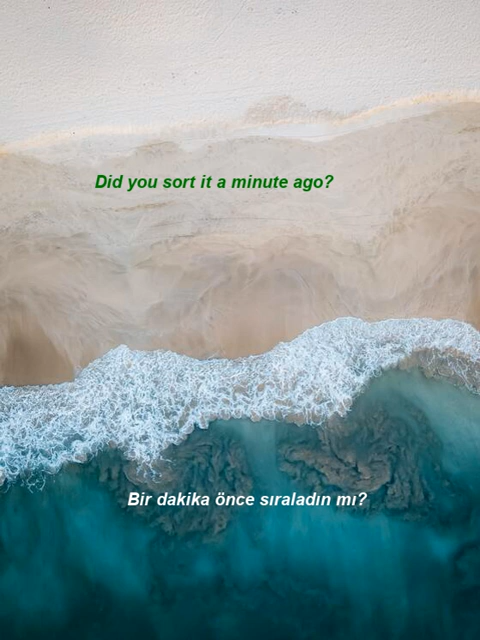 Did you sort it a minute ago?
Bir dakika önce sıraladın mı?